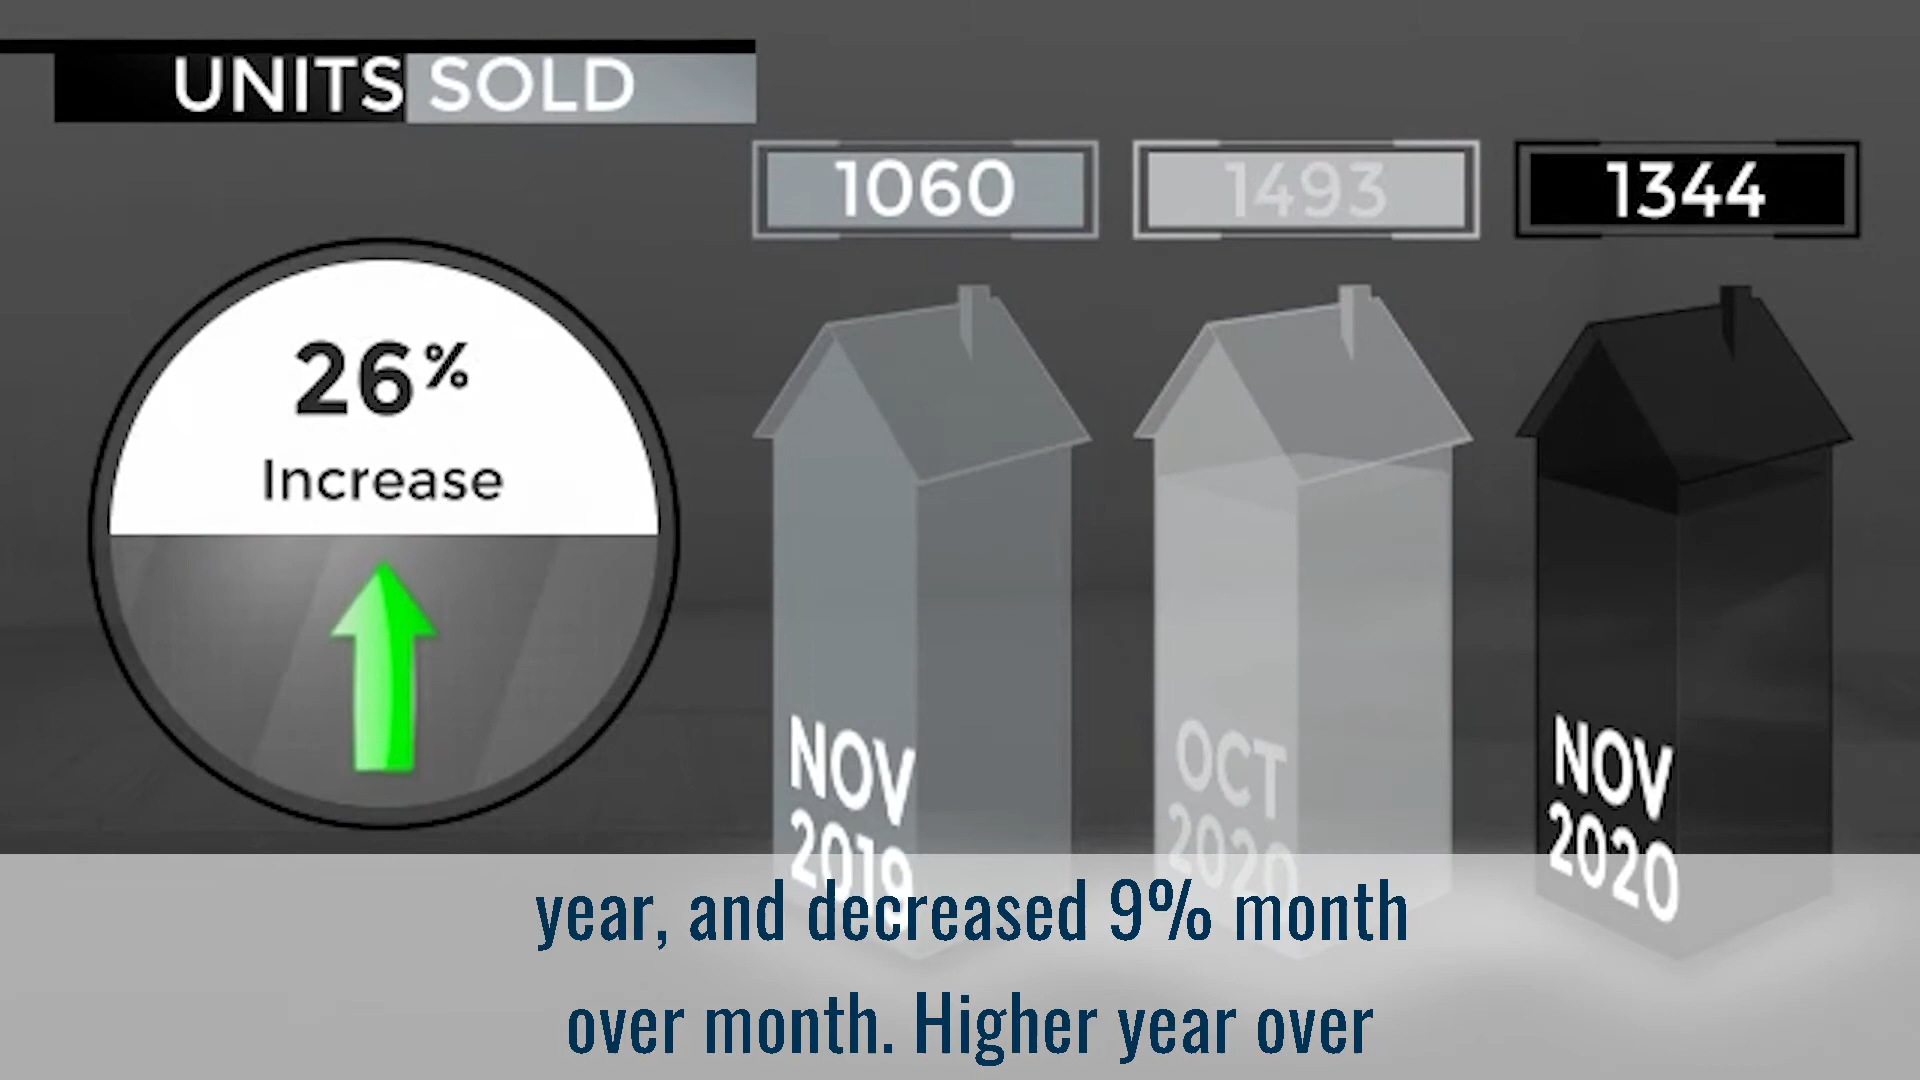 UNITS SOLD
1060
1493
1344
26%
Increase
NOV
2019
OCT
2020
NOV
2020
year, and decreased 9% month
over month. Higher year over